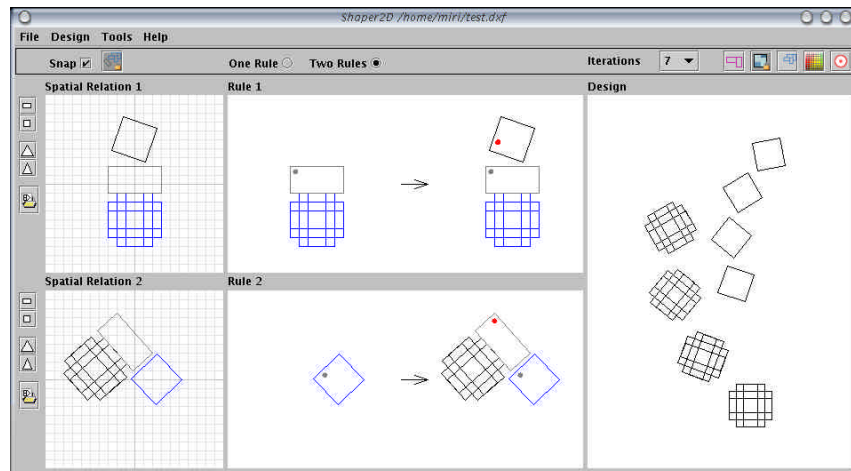 Shaper2D /home/miri/test.dxf
File Design Tools Help
Snap One Rule Two Rules Iterations 7
Spatial Relation 1 Rule 1 Design
Spatial Relation 2 Rule 2